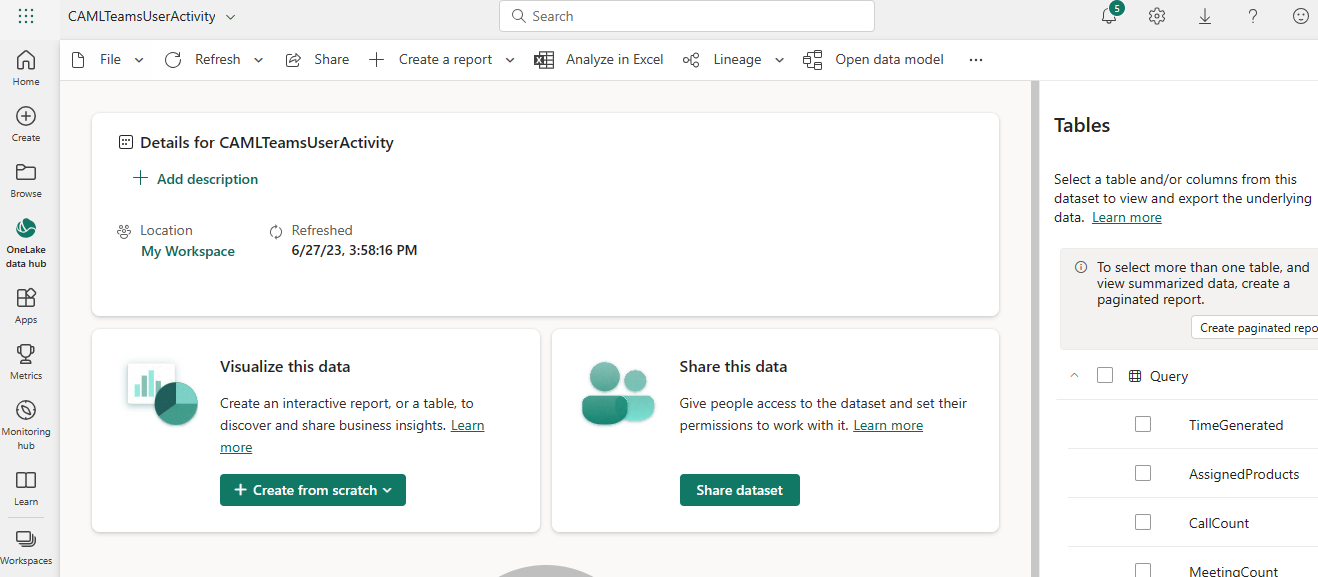 CAMLTeamsUserActivity
Search
5
File
Refresh
Share
Create a report
Analyze in Excel
Lineage
Open data model
Home
Create
Browse
OneLake
data hub
Apps
Metrics
Monitoring
hub
Learn
Workspaces
Details for CAMLTeamsUserActivity
Add description
Location
My Workspace
Refreshed
6/27/23, 3:58:16 PM
Visualize this data
Create an interactive report, or a table, to
discover and share business insights. Learn
more
Create from scratch
Share this data
Give people access to the dataset and set their
permissions to work with it. Learn more
Share dataset
Tables
Select a table and/or columns from this
dataset to view and export the underlying
data. Learn more
To select more than one table, and
view summarized data, create a
paginated report.
Create paginated repo
Query
TimeGenerated
AssignedProducts
CallCount
MeetingCount